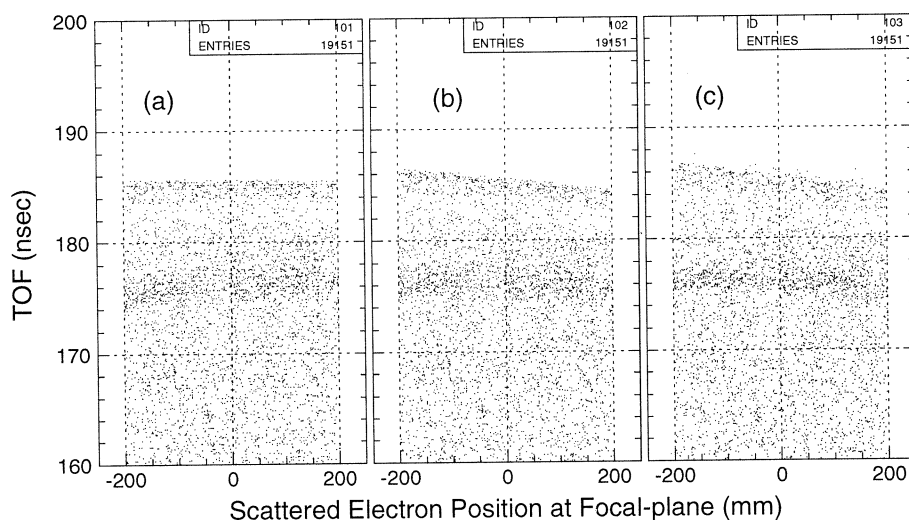 ID 101
ENTRIES 19151
ID 102
ENTRIES 19151
ID 103
ENTRIES 19151
(a) (b) (c)
200
190
180
170
160
TOF (nsec)
-200 0 200 -200 0 200 -200 0 200
Scattered Electron Position at Focal-plane (mm)